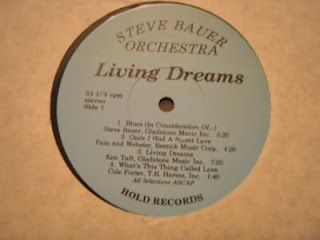 STEVE BAUER
ORCHESTRA
Living Dreams
33 1/3 rpm
stereo
Side 1
1. Blues (In Consideration Of..)
Steve Bauer, Gladstone Music Inc. 5:20
2. Once I Had A Secret Love
Fain and Webster, Remick Music Corp. 3:20
3. Living Dreams
Ken Taft, Gladstone Music Inc. 7:05
4. What's This Thing Called Love
Cole Porter, T.B. Harms, Inc. 1:40
All Selections ASCAP
HOLD RECORDS